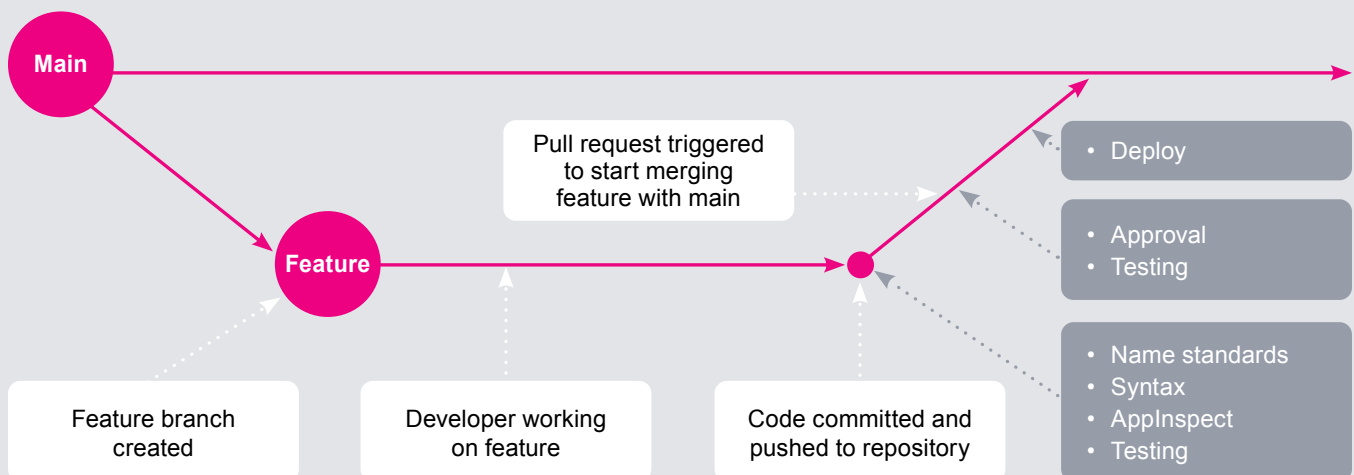 Main
Pull request triggered
to start merging
feature with main
• Deploy
• Approval
• Testing
Feature
• Name standards
• Syntax
• AppInspect
• Testing
Feature branch
created
Developer working
on feature
Code committed and
pushed to repository